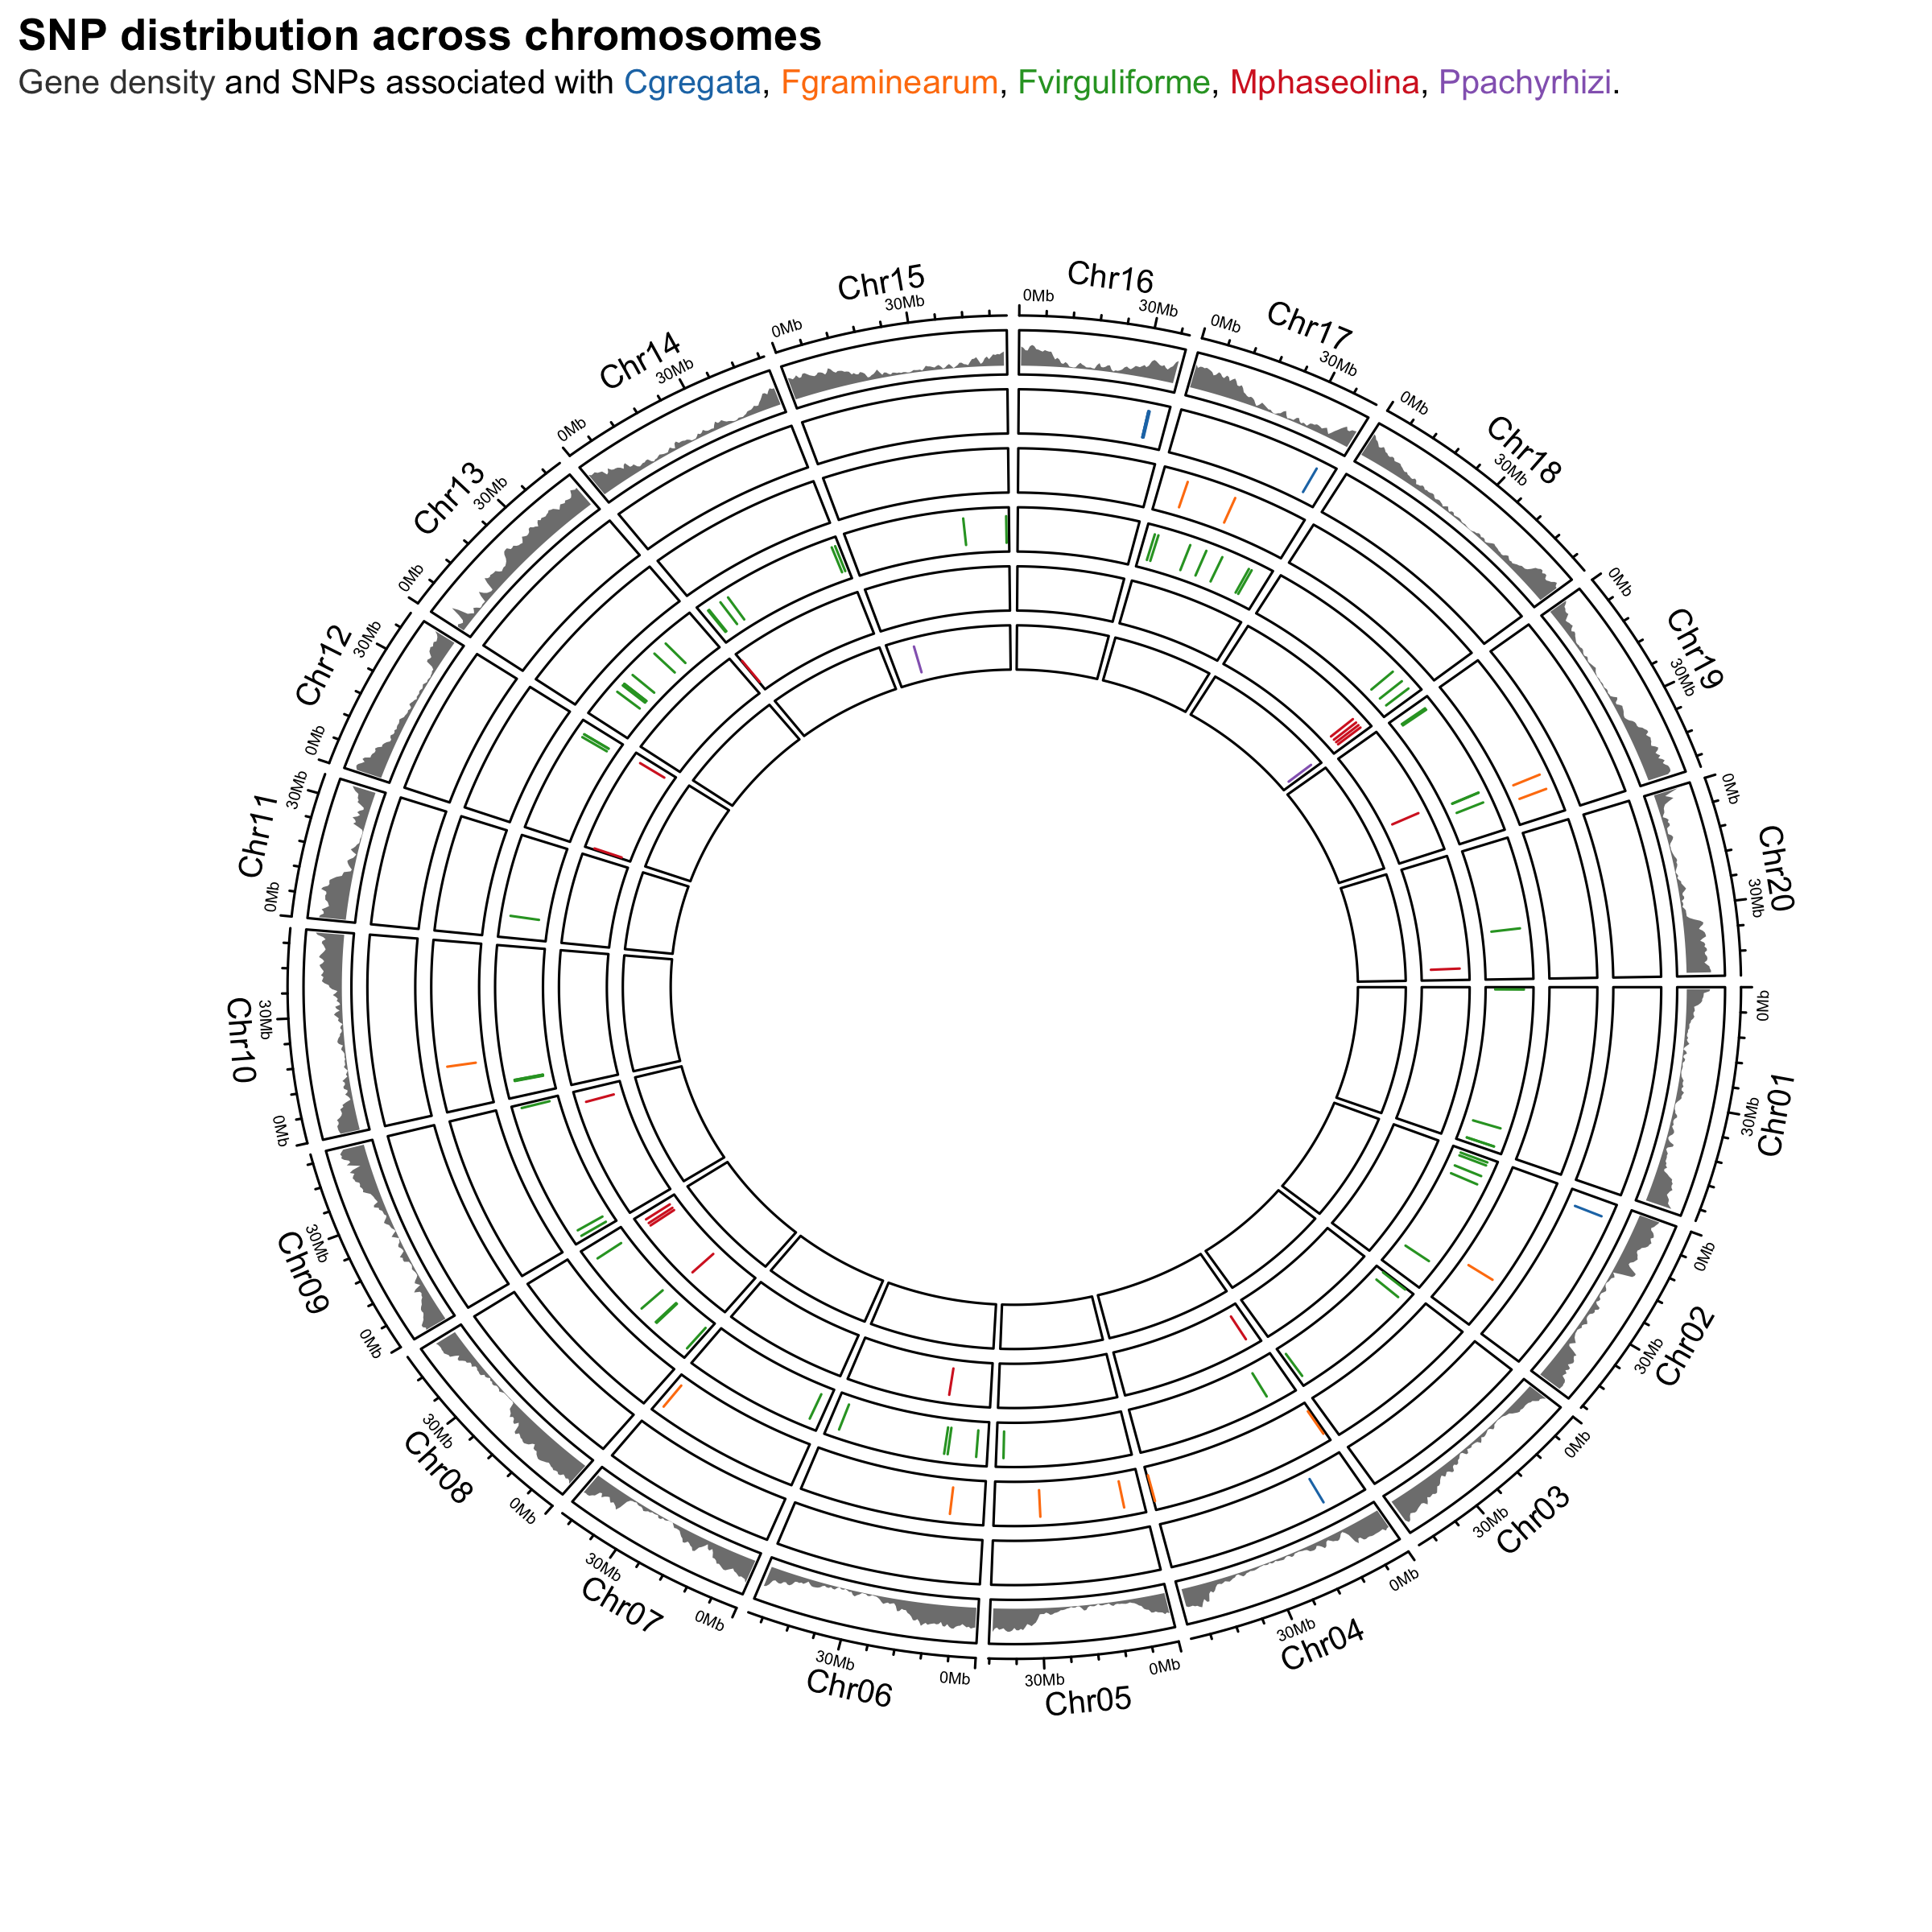 SNP distribution across chromosomes
Gene density and SNPs associated with Cgregata, Fgraminearum, Fvirguliforme, Mphaseolina, Ppachyrhizi.
Chr16
0Mb
30Mb
Chr17
0Mb
30Mb
Chr18
0Mb
30Mb
Chr19
0Mb
30Mb
Chr20
0Mb
30Mb
Chr01
0Mb
30Mb
Chr02
0Mb
30Mb
Chr03
0Mb
30Mb
Chr04
0Mb
30Mb
Chr05
0Mb
30Mb
Chr06
0Mb
30Mb
Chr07
0Mb
30Mb
Chr08
0Mb
30Mb
Chr09
0Mb
30Mb
Chr10
0Mb
30Mb
Chr11
0Mb
30Mb
Chr12
0Mb
30Mb
Chr13
0Mb
30Mb
Chr14
0Mb
30Mb
Chr15
0Mb
30Mb